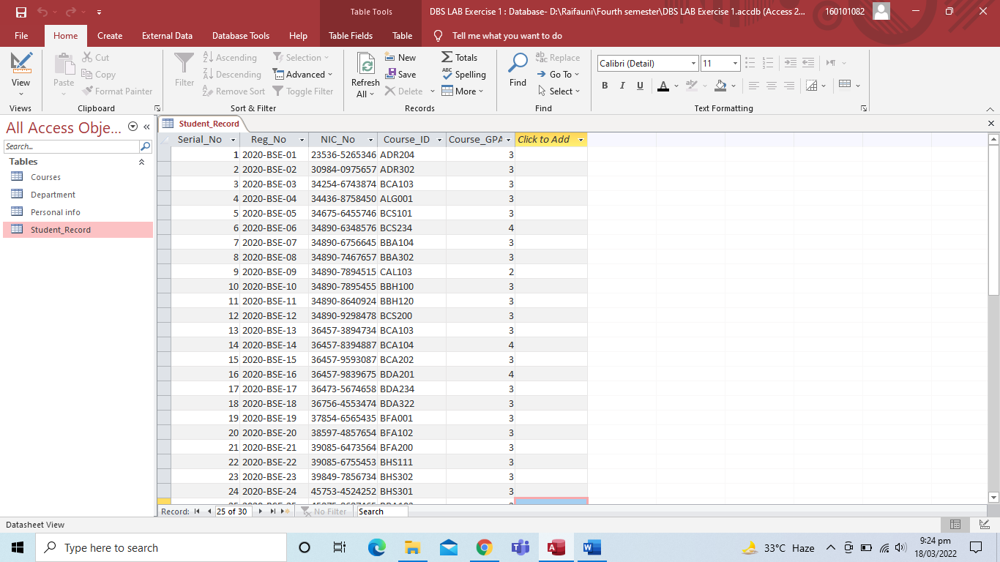 Table Tools DBS LAB Exercise 1 : Database- D:\Raifauni\Fourth semester\DBS LAB Exercise 1.accdb (Access 2... 160101082
File Home Create External Data Database Tools Help Table Fields Table Tell me what you want to do
View
Views
Paste
Cut
Copy
Format Painter
Clipboard
Filter
Ascending
Descending
Remove Sort
Selection
Advanced
Toggle Filter
Sort & Filter
Refresh
All
New
Save
Delete
Totals
Spelling
More
Records
Find
Replace
Go To
Select
Find
Calibri (Detail) 11
B I U A
Text Formatting
All Access Obje...
Search...
Tables
Courses
Department
Personal info
Student_Record
Student_Record
Serial_No Reg_No NIC_No Course_ID Course_GPA Click to Add
1 2020-BSE-01 23536-5265346 ADR204 3
2 2020-BSE-02 30984-0975657 ADR302 3
3 2020-BSE-03 34254-6743874 BCA103 3
4 2020-BSE-04 34436-8758450 ALG001 3
5 2020-BSE-05 34675-6455746 BCS101 3
6 2020-BSE-06 34890-6348576 BCS234 4
7 2020-BSE-07 34890-6756645 BBA104 3
8 2020-BSE-08 34890-7467657 BBA302 3
9 2020-BSE-09 34890-7894515 CAL103 2
10 2020-BSE-10 34890-7895455 BBH100 3
11 2020-BSE-11 34890-8640924 BBH120 3
12 2020-BSE-12 34890-9298478 BCS200 3
13 2020-BSE-13 36457-3894734 BCA103 3
14 2020-BSE-14 36457-8394887 BCA104 4
15 2020-BSE-15 36457-9593087 BCA202 3
16 2020-BSE-16 36457-9839675 BDA201 4
17 2020-BSE-17 36473-5674658 BDA234 3
18 2020-BSE-18 36756-4553474 BDA322 3
19 2020-BSE-19 37854-6565435 BFA001 3
20 2020-BSE-20 38597-4857654 BFA102 3
21 2020-BSE-21 39085-6473564 BFA200 3
22 2020-BSE-22 39085-6755453 BHS111 3
23 2020-BSE-23 39849-7856734 BHS302 3
24 2020-BSE-24 45753-4524252 BHS301 3
Record: 25 of 30 No Filter Search
Datasheet View
Type here to search
33°C Haze
9:24 pm
18/03/2022